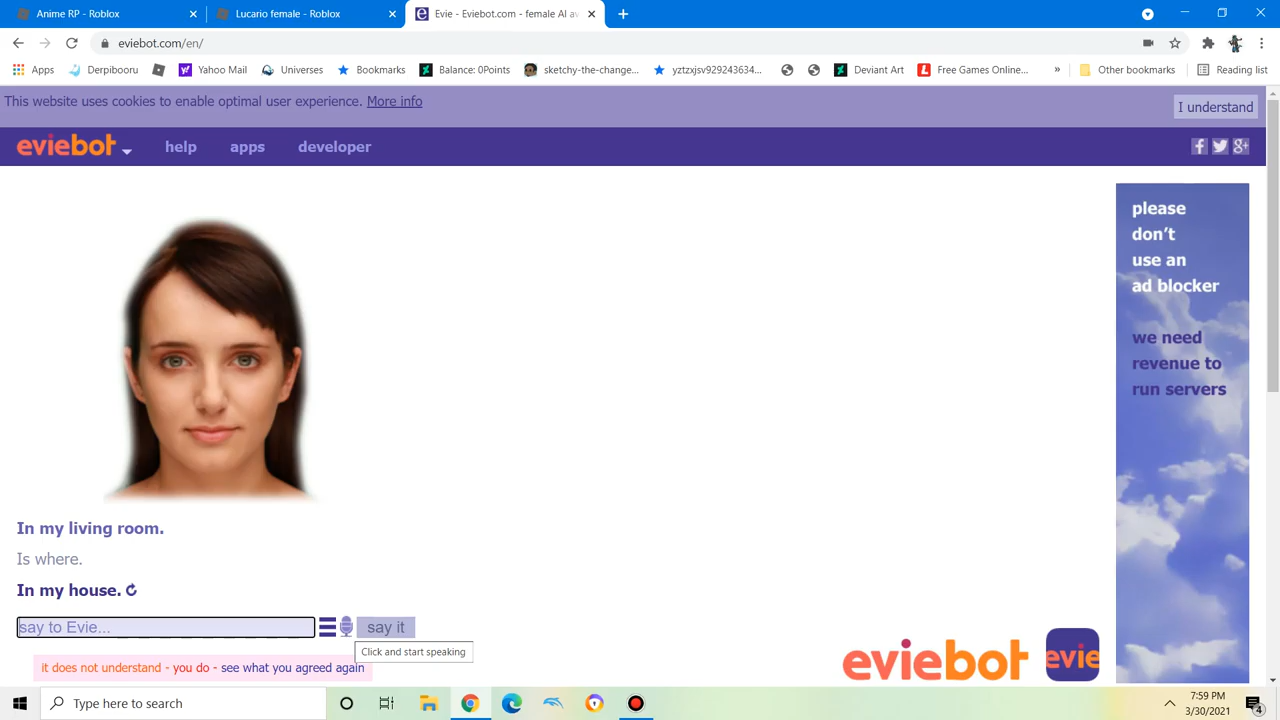 Anime RP - Roblox
Lucario female - Roblox
Evie - Eviebot.com - female AI av
eviebot.com/en/
Apps
Derpibooru
Yahoo Mail
Universes
Bookmarks
Balance: 0Points
sketchy-the-change...
yztzxjsv929243634...
Deviant Art
Free Games Online...
»
Other bookmarks
Reading list
This website uses cookies to enable optimal user experience. More info
I understand
eviebot
help
apps
developer
please
don't
use an
ad blocker
we need
revenue to
run servers
In my living room.
Is where.
In my house.
say to Evie...
say it
Click and start speaking
it does not understand - you do - see what you agreed again
eviebot
evie
Type here to search
7:59 PM
3/30/2021
4